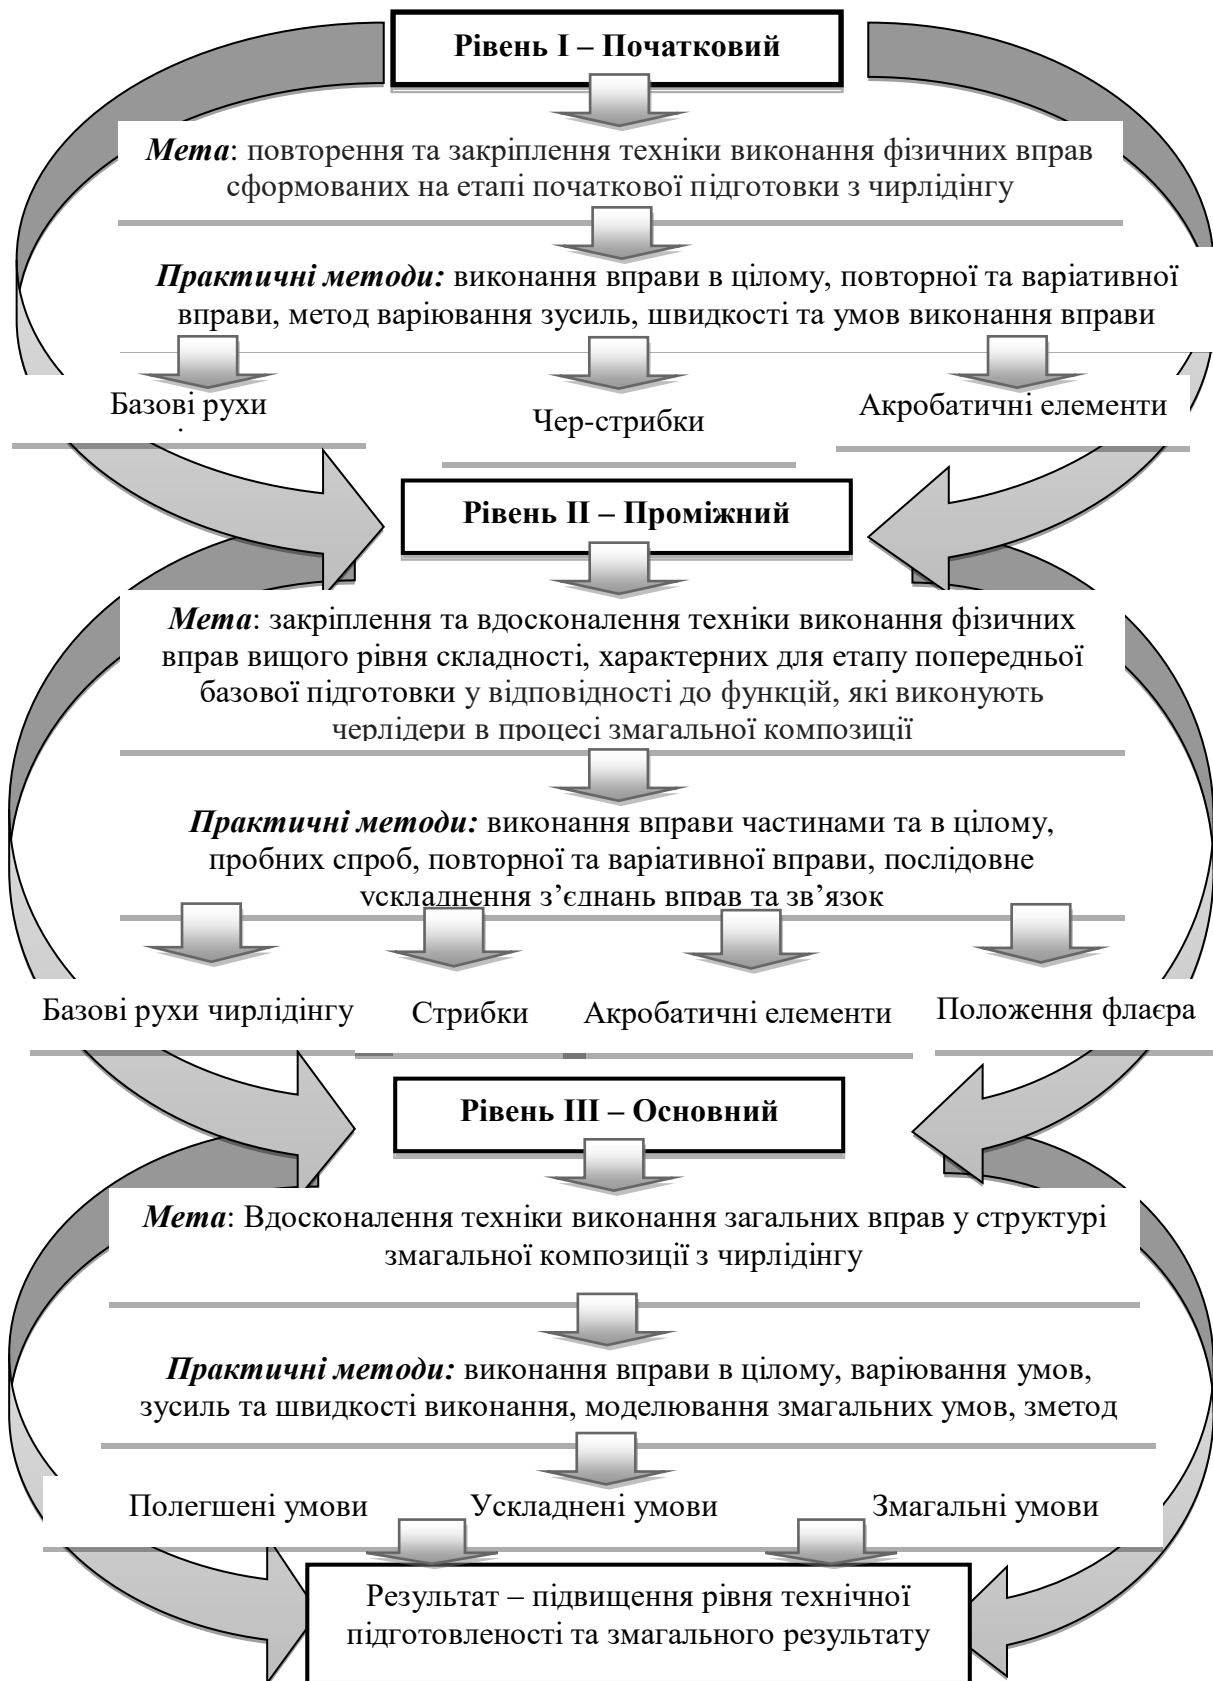 Рівень І – Початковий
Мета: повторення та закріплення техніки виконання фізичних вправ
сформованих на етапі початкової підготовки з чирлідінгу
Практичні методи: виконання вправи в цілому, повторної та варіативної
вправи, метод варіювання зусиль, швидкості та умов виконання вправи
Базові рухи
Чер-стрибки
Акробатичні елементи
Рівень ІІ – Проміжний
Мета: закріплення та вдосконалення техніки виконання фізичних
вправ вищого рівня складності, характерних для етапу попередньої
базової підготовки у відповідності до функцій, які виконують
черлідери в процесі змагальної композиції
Практичні методи: виконання вправи частинами та в цілому,
пробних спроб, повторної та варіативної вправи, послідовне
ускладнення з’єднань вправ та зв’язок
Базові рухи чирлідінгу
Стрибки
Акробатичні елементи
Положення флаєра
Рівень ІІІ – Основний
Мета: Вдосконалення техніки виконання загальних вправ у структурі
змагальної композиції з чирлідінгу
Практичні методи: виконання вправи в цілому, варіювання умов,
зусиль та швидкості виконання, моделювання змагальних умов, зметод
Полегшені умови
Ускладнені умови
Змагальні умови
Результат – підвищення рівня технічної
підготовленості та змагального результату